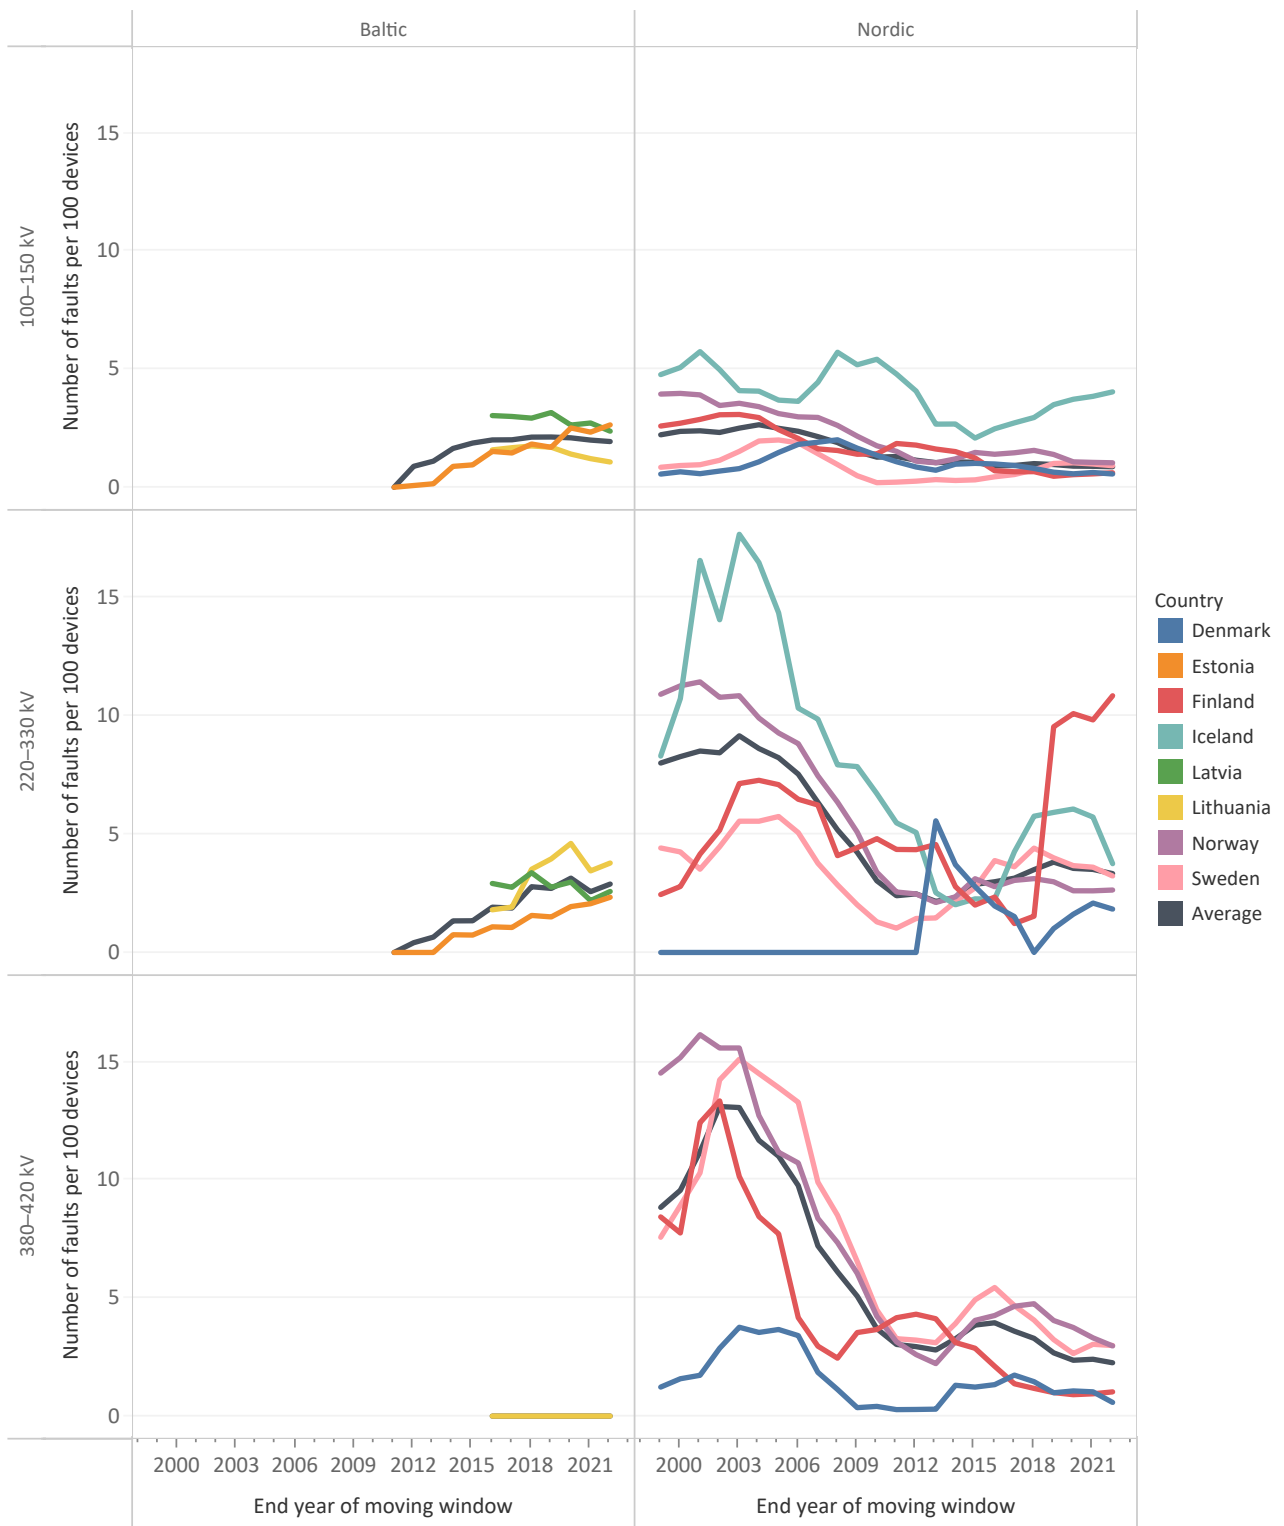 Baltic
Nordic
100–150 kV
Number of faults per 100 devices
15
10
5
0
220–330 kV
Number of faults per 100 devices
15
10
5
0
380–420 kV
Number of faults per 100 devices
15
10
5
0
2000 2003 2006 2009 2012 2015 2018 2021
2000 2003 2006 2009 2012 2015 2018 2021
End year of moving window
End year of moving window
Country
Denmark
Estonia
Finland
Iceland
Latvia
Lithuania
Norway
Sweden
Average